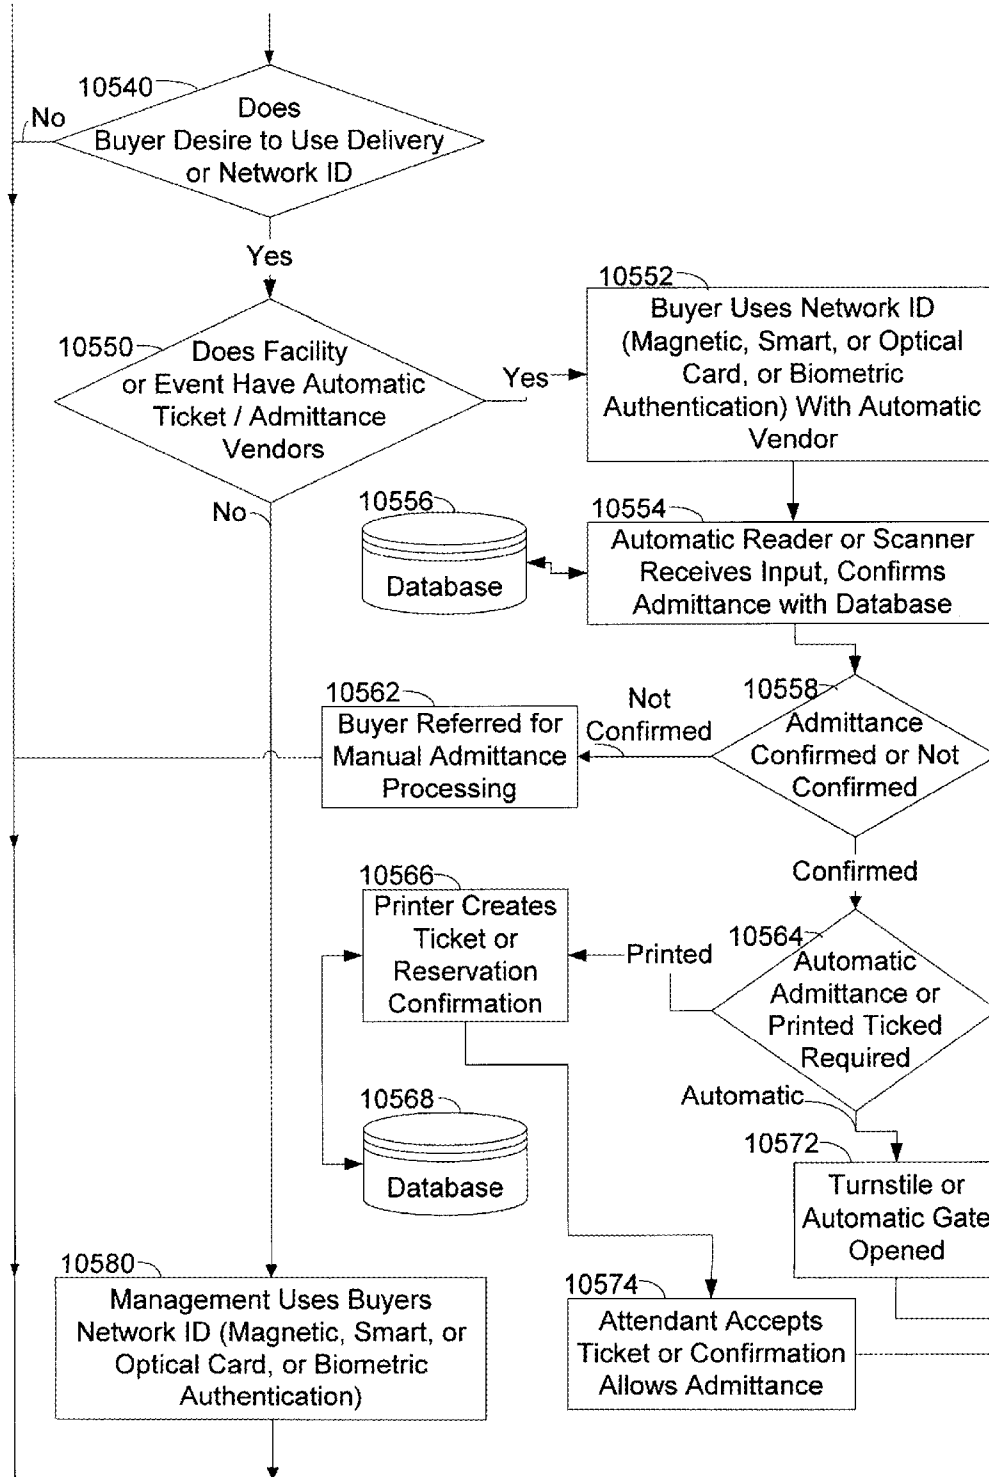 10540
No
Does
Buyer Desire to Use Delivery
or Network ID
Yes
10550
Does Facility
or Event Have Automatic
Ticket / Admittance
Vendors
Yes
No
10552
Buyer Uses Network ID
(Magnetic, Smart, or Optical
Card, or Biometric
Authentication) With Automatic
Vendor
10556
Database
10554
Automatic Reader or Scanner
Receives Input, Confirms
Admittance with Database
10558
Admittance
Confirmed or Not
Confirmed
Not
Confirmed
10562
Buyer Referred for
Manual Admittance
Processing
Confirmed
10564
Automatic
Admittance or
Printed Ticked
Required
Printed
10566
Printer Creates
Ticket or
Reservation
Confirmation
10568
Database
Automatic
10572
Turnstile or
Automatic Gate
Opened
10574
Attendant Accepts
Ticket or Confirmation
Allows Admittance
10580
Management Uses Buyers
Network ID (Magnetic, Smart, or
Optical Card, or Biometric
Authentication)